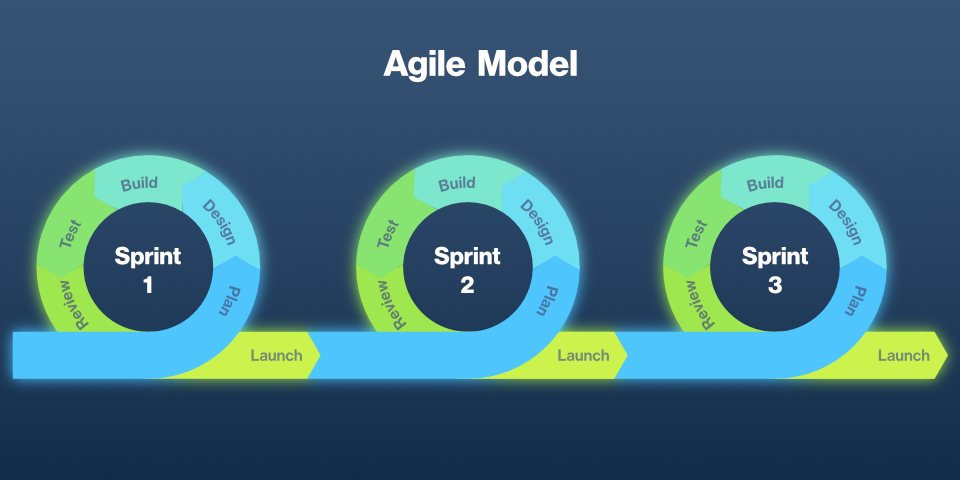 Agile Model
Build
Design
Test
Sprint
1
Plan
Review
Launch
Build
Design
Test
Sprint
2
Plan
Review
Launch
Build
Design
Test
Sprint
3
Plan
Review
Launch